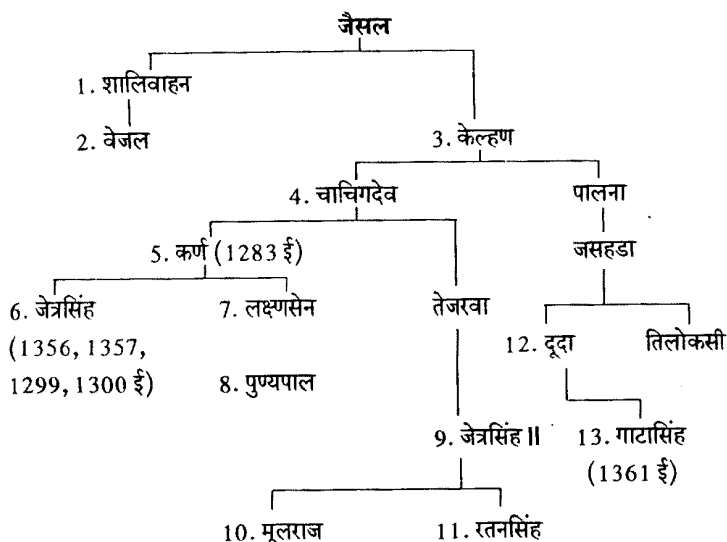 जैसल
1. शालिवाहन
2. वेजल
3. केल्हण
4. चाचिगदेव
पालना
5. कर्ण (1283 ई)
जसहडा
6. जेत्रसिंह
(1356, 1357,
1299, 1300 ई)
7. लक्ष्णसेन
तेजरवा
12. दूदा
तिलोकसी
8. पुण्यपाल
9. जेत्रसिंह II
13. गाटासिंह
(1361 ई)
10. मूलराज
11. रतनसिंह